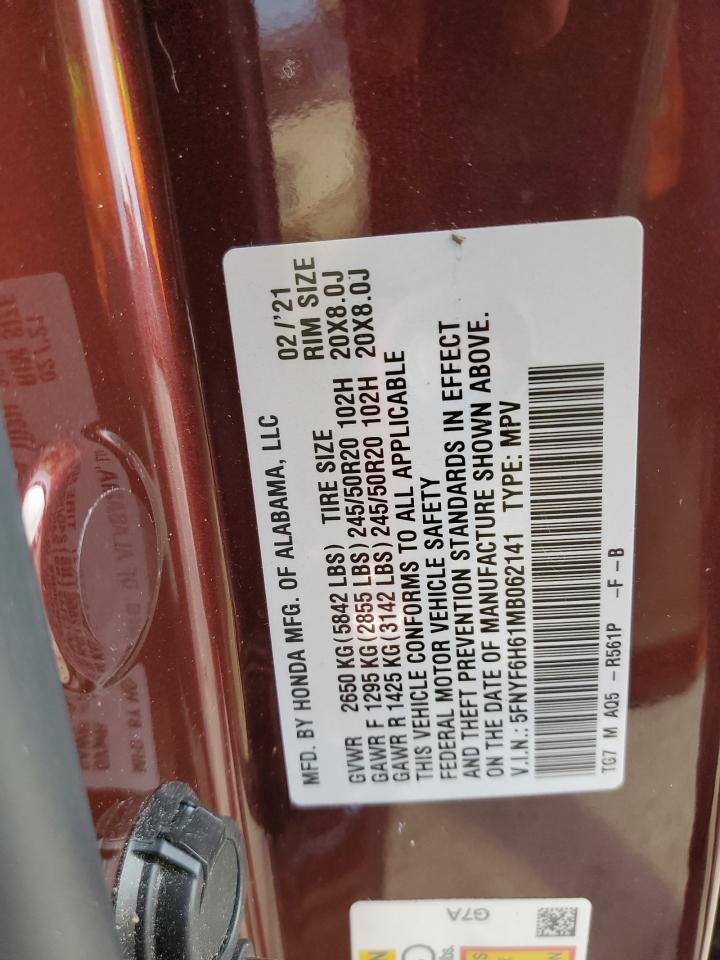 MFD. BY HONDA MFG. OF ALABAMA, LLC 02/'21
GVWR 2650 KG (5842 LBS) TIRE SIZE RIM SIZE
GAWR F 1295 KG (2855 LBS) 245/50R20 102H 20X8.0J
GAWR R 1425 KG (3142 LBS) 245/50R20 102H 20X8.0J
THIS VEHICLE CONFORMS TO ALL APPLICABLE
FEDERAL MOTOR VEHICLE SAFETY
AND THEFT PREVENTION STANDARDS IN EFFECT
ON THE DATE OF MANUFACTURE SHOWN ABOVE.
V.I.N.: 5FNYF6H61MB062141 TYPE: MPV
TG7 M AQ5 - R561P -F-B
G7A